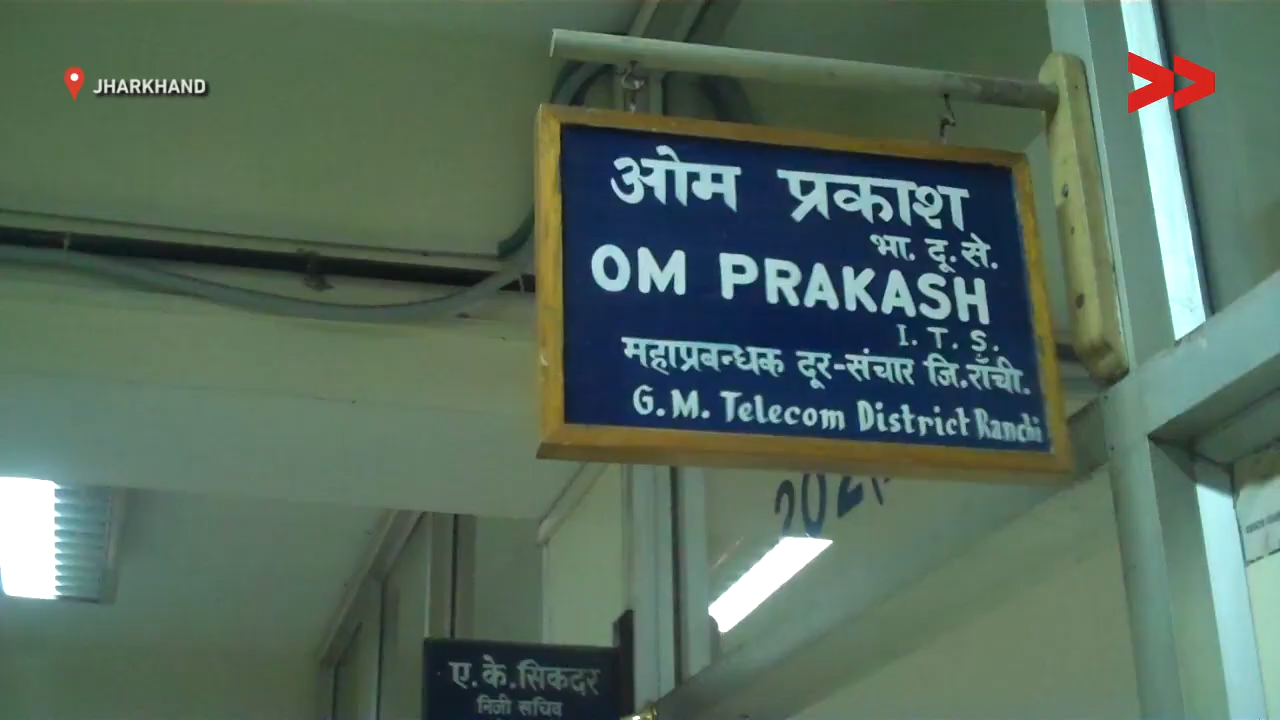 JHARKHAND
ओम प्रकाश
भा. दू. से.
OM PRAKASH
I. T. S.
महाप्रबन्धक दूर-संचार जि.राँची.
G.M. Telecom District Ranchi
ए. के. सिकदर
निजी सचिव